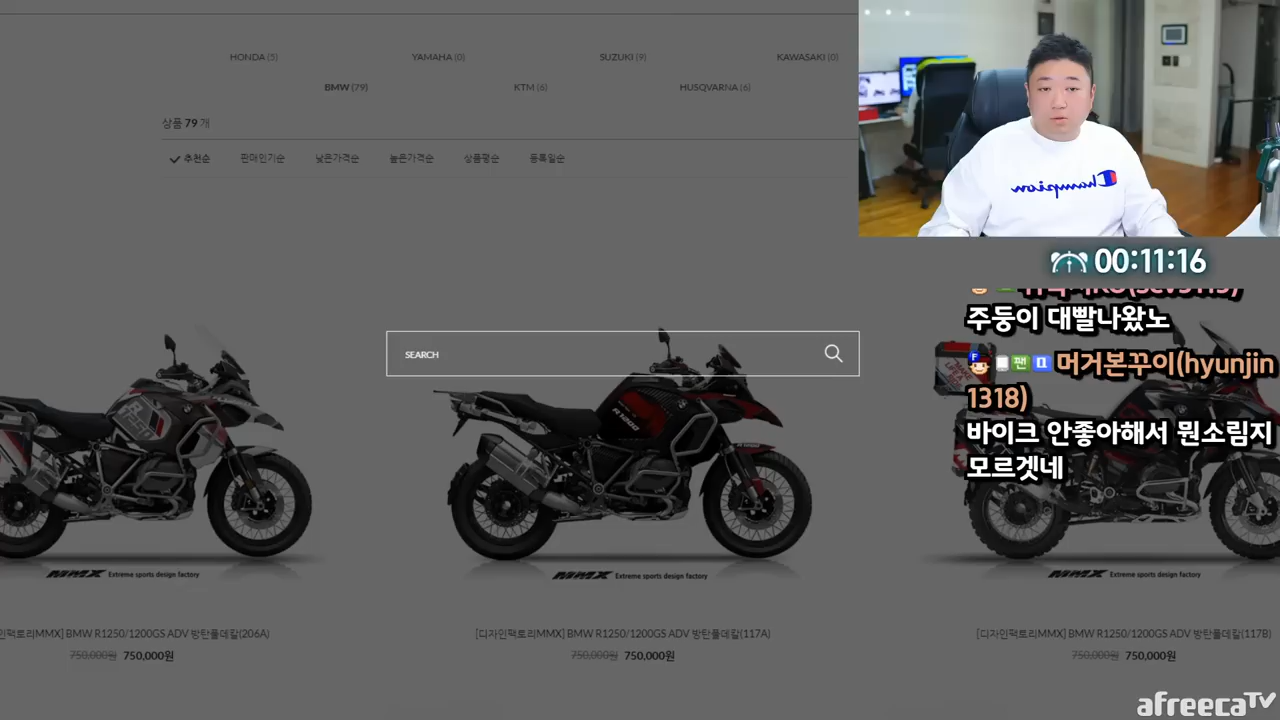 HONDA (5)
YAMAHA (0)
SUZUKI (9)
KAWASAKI (0)
BMW (79)
KTM (6)
HUSQVARNA (6)
상품 79 개
추천순
판매인기순
낮은가격순
높은가격순
상품평순
등록일순
Champion
00:11:16
주둥이 대빨나왔노
F 팬 n 머거본꾸이(hyunjin
1318)
바이크 안좋아해서 뭔소림지
모르겟네
SEARCH
R 1250
MMX Extreme sports design factory
MMX Extreme sports design factory
MMX Extreme sports design factory
인팩토리MMX] BMW R1250/1200GS ADV 방탄풀데칼(206A)
[디자인팩토리MMX] BMW R1250/1200GS ADV 방탄풀데칼(117A)
[디자인팩토리MMX] BMW R1250/1200GS ADV 방탄풀데칼(117B)
750,000원 750,000원
750,000원 750,000원
750,000원 750,000원
afreecaTV